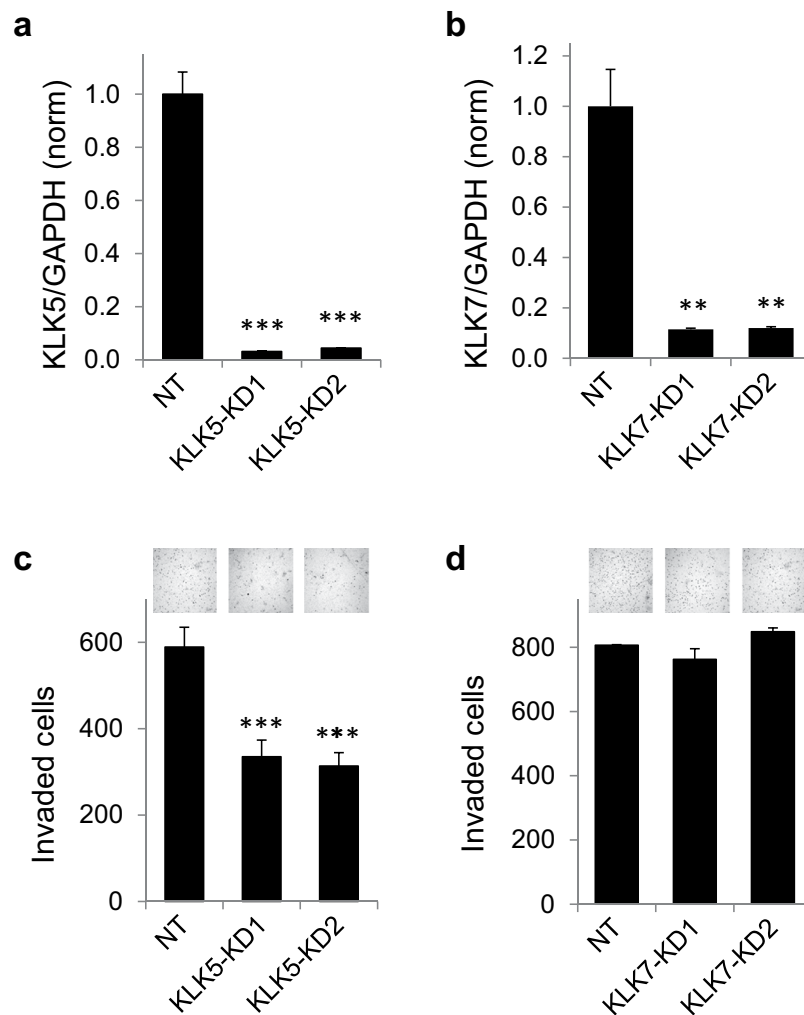 a
KLK5/GAPDH (norm)
1.0
0.8
0.6
0.4
0.2
0.0
***
***
NT
KLK5-KD1
KLK5-KD2
b
KLK7/GAPDH (norm)
1.2
1.0
0.8
0.6
0.4
0.2
0.0
**
**
NT
KLK7-KD1
KLK7-KD2
c
Invaded cells
600
400
200
0
***
***
NT
KLK5-KD1
KLK5-KD2
d
Invaded cells
800
600
400
200
0
NT
KLK7-KD1
KLK7-KD2